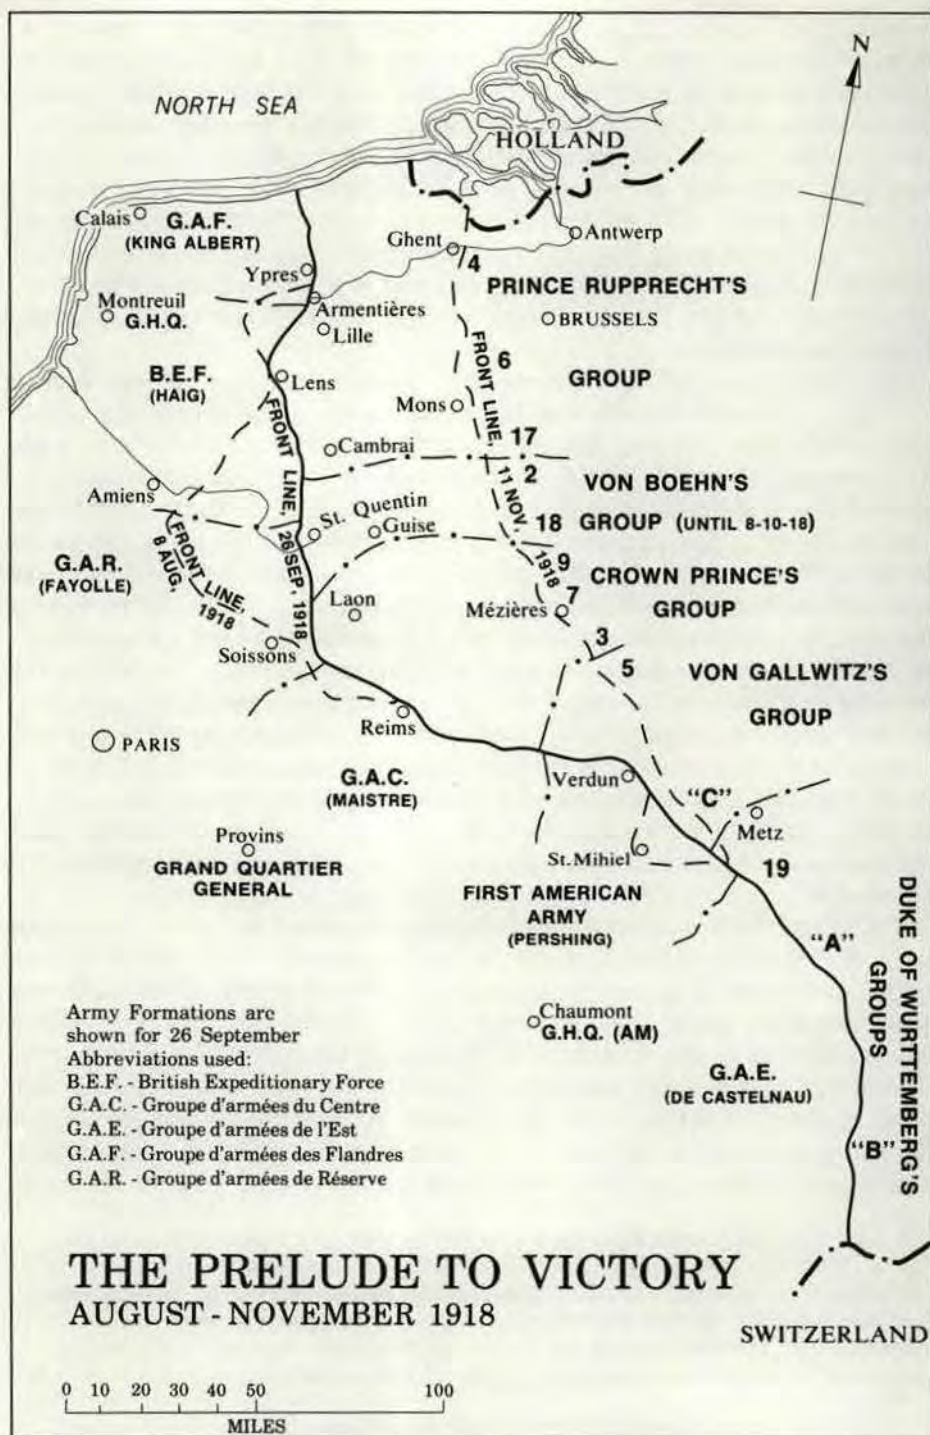 N
NORTH SEA
HOLLAND
Calais
G.A.F.
(KING ALBERT)
Ghent
Antwerp
4
Ypres
PRINCE RUPPRECHT'S
Montreuil
G.H.Q.
Armentières
Lille
BRUSSELS
FRONT LINE,
6
GROUP
B.E.F.
(HAIG)
Lens
Mons
FRONT LINE,
17
Cambrai
2
Amiens
VON BOEHN'S
11 NOV.
St. Quentin
Guise
18
GROUP (UNTIL 8-10-18)
26 SEP, 1918
G.A.R.
(FAYOLLE)
FRONT LINE,
8 AUG,
1918
9
1918
CROWN PRINCE'S
Laon
Mézières
7
GROUP
Soissons
3
5
VON GALLWITZ'S
GROUP
Reims
PARIS
G.A.C.
(MAISTRE)
Verdun
"C"
Metz
Provins
GRAND QUARTIER
GENERAL
St. Mihiel
19
FIRST AMERICAN
ARMY
(PERSHING)
"A"
DUKE OF WURTTEMBERG'S
GROUPS
Chaumont
G.H.Q. (AM)
G.A.E.
(DE CASTELNAU)
"B"
Army Formations are
shown for 26 September
Abbreviations used:
B.E.F. - British Expeditionary Force
G.A.C. - Groupe d'armées du Centre
G.A.E. - Groupe d'armées de l'Est
G.A.F. - Groupe d'armées des Flandres
G.A.R. - Groupe d'armées de Réserve
THE PRELUDE TO VICTORY
AUGUST - NOVEMBER 1918
SWITZERLAND
0 10 20 30 40 50 100
MILES